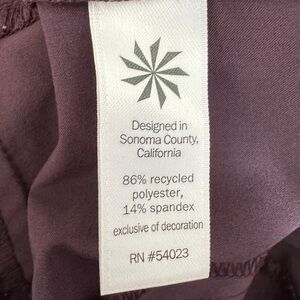 Designed in
Sonoma County,
California
86% recycled
polyester,
14% spandex
exclusive of decoration
RN #54023